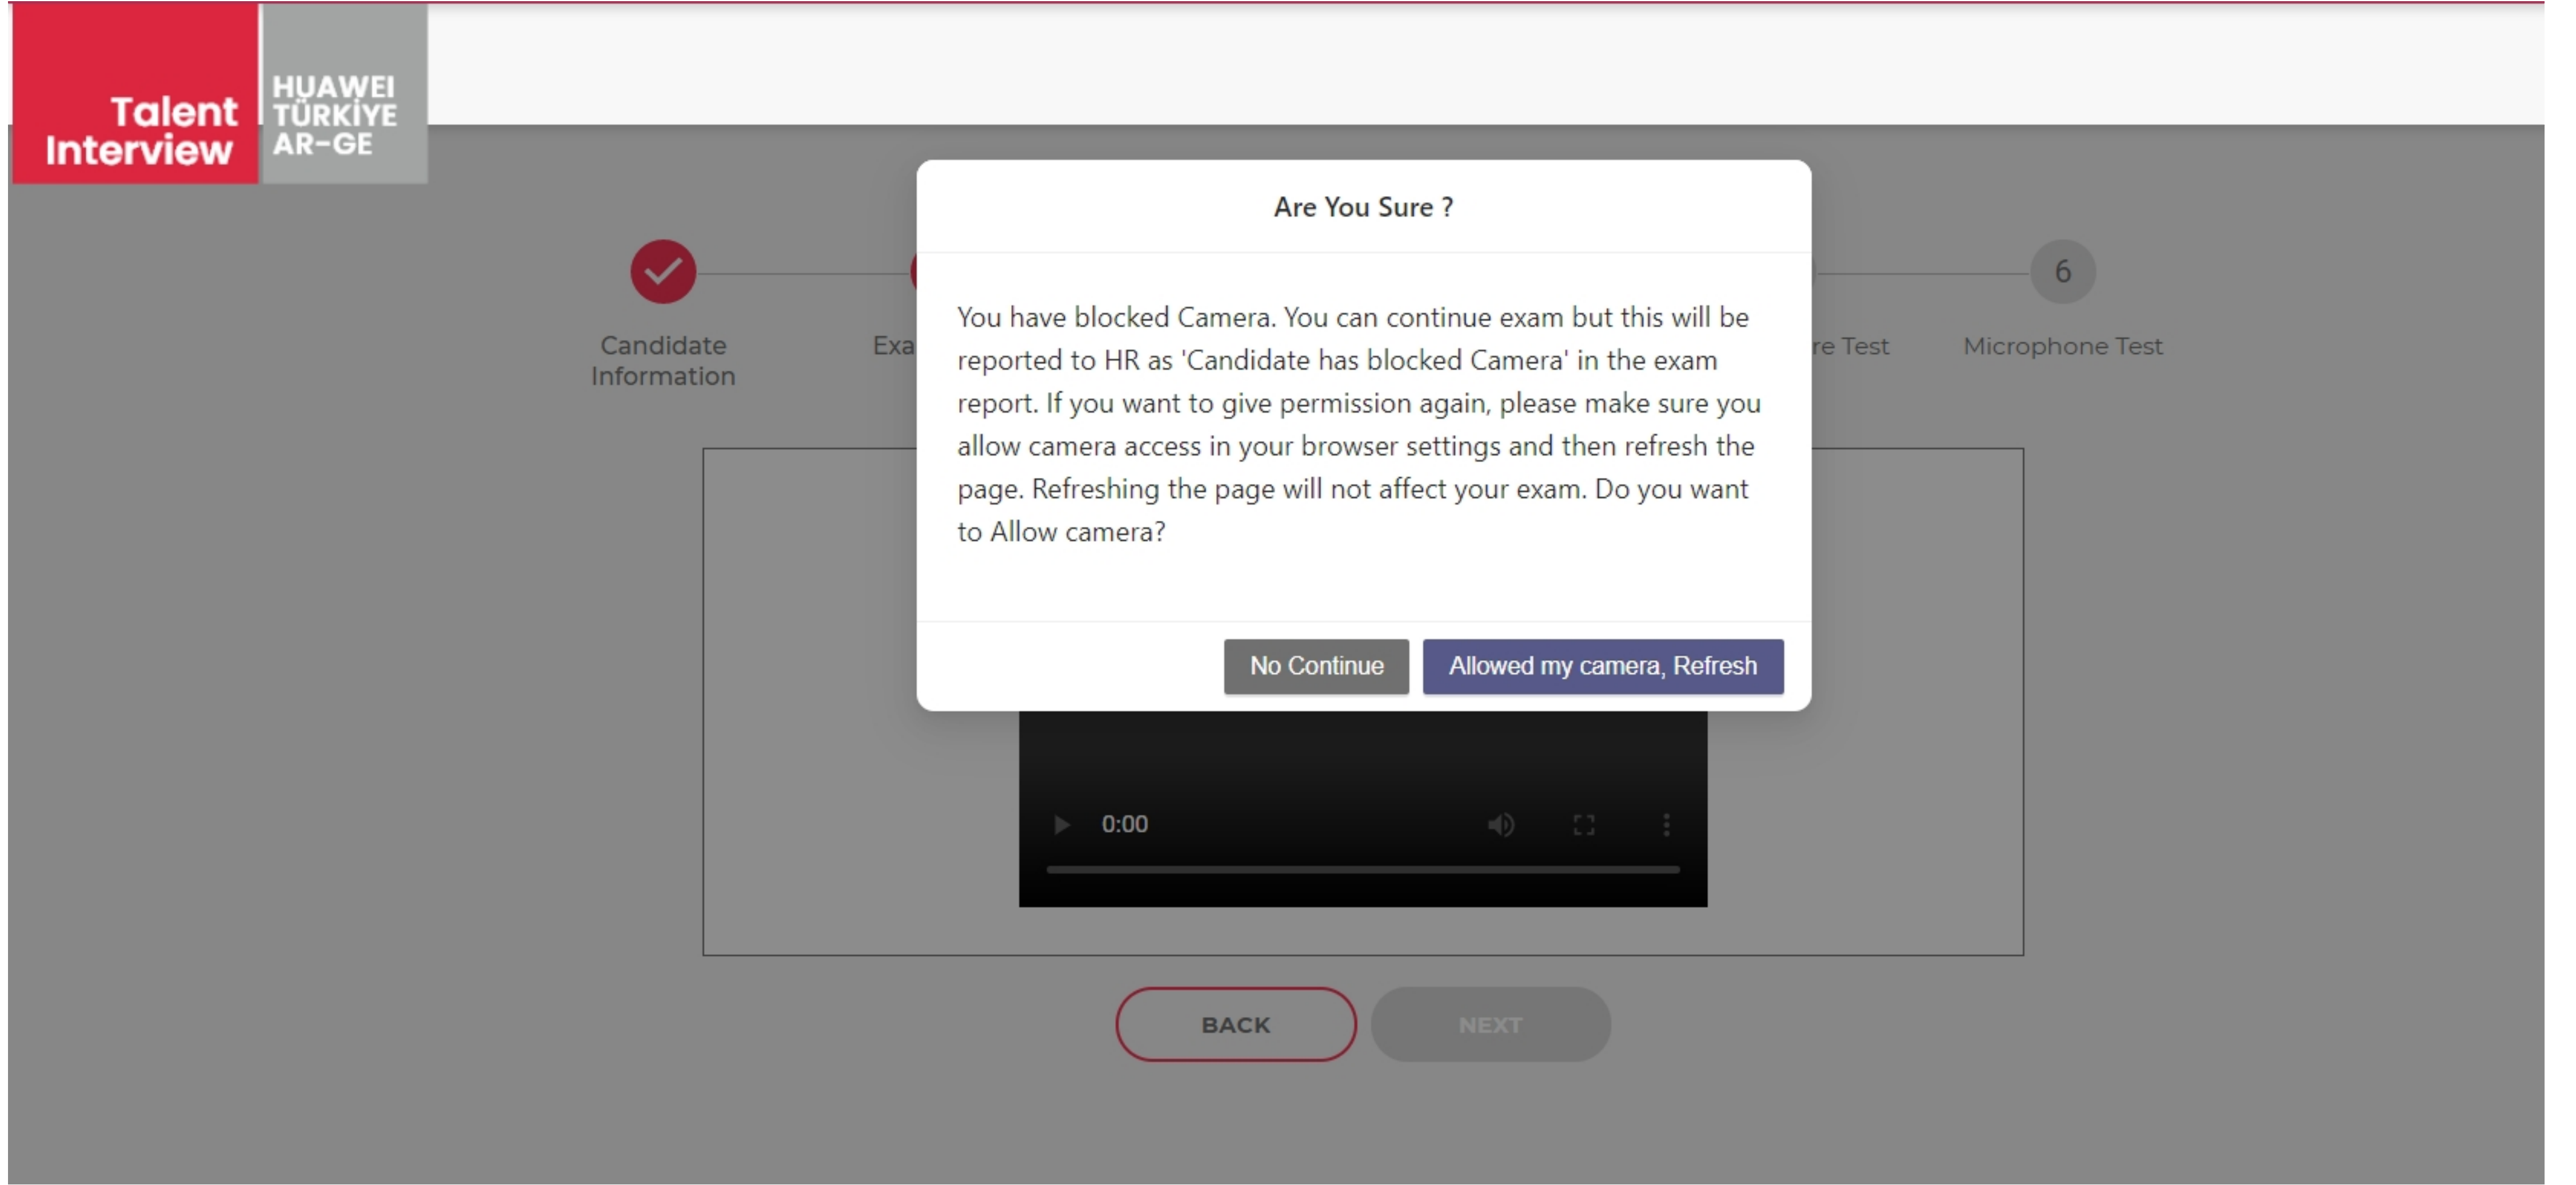 Talent
Interview
HUAWEI
TÜRKİYE
AR-GE
Are You Sure ?
You have blocked Camera. You can continue exam but this will be
reported to HR as 'Candidate has blocked Camera' in the exam
report. If you want to give permission again, please make sure you
allow camera access in your browser settings and then refresh the
page. Refreshing the page will not affect your exam. Do you want
to Allow camera?
No Continue
Allowed my camera, Refresh
6
Candidate
Information
Exa
re Test
Microphone Test
0:00
BACK
NEXT